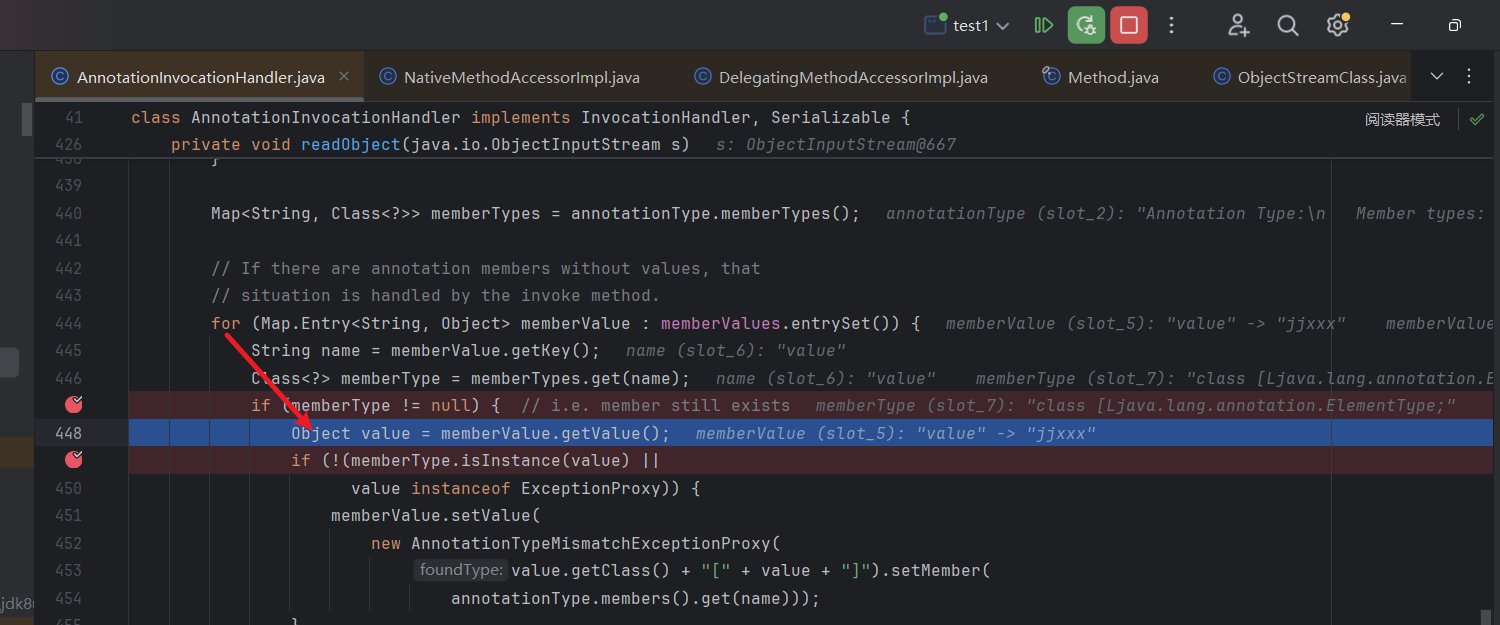 test1
AnnotationInvocationHandler.java NativeMethodAccessorImpl.java DelegatingMethodAccessorImpl.java Method.java ObjectStreamClass.java
41 class AnnotationInvocationHandler implements InvocationHandler, Serializable { 阅读器模式
426 private void readObject(java.io.ObjectInputStream s) s: ObjectInputStream@667
438 }
439
440 Map<String, Class<?>> memberTypes = annotationType.memberTypes(); annotationType (slot_2): "Annotation Type:\n Member types:
441
442 // If there are annotation members without values, that
443 // situation is handled by the invoke method.
444 for (Map.Entry<String, Object> memberValue : memberValues.entrySet()) { memberValue (slot_5): "value" -> "jjxxx" memberValue
445 String name = memberValue.getKey(); name (slot_6): "value"
446 Class<?> memberType = memberTypes.get(name); name (slot_6): "value" memberType (slot_7): "class [Ljava.lang.annotation.E
if (memberType != null) { // i.e. member still exists memberType (slot_7): "class [Ljava.lang.annotation.ElementType;"
448 Object value = memberValue.getValue(); memberValue (slot_5): "value" -> "jjxxx"
if (!(memberType.isInstance(value) ||
450 value instanceof ExceptionProxy)) {
451 memberValue.setValue(
452 new AnnotationTypeMismatchExceptionProxy(
453 foundType: value.getClass() + "[" + value + "]").setMember(
454 annotationType.members().get(name)));
455 }
jdk8